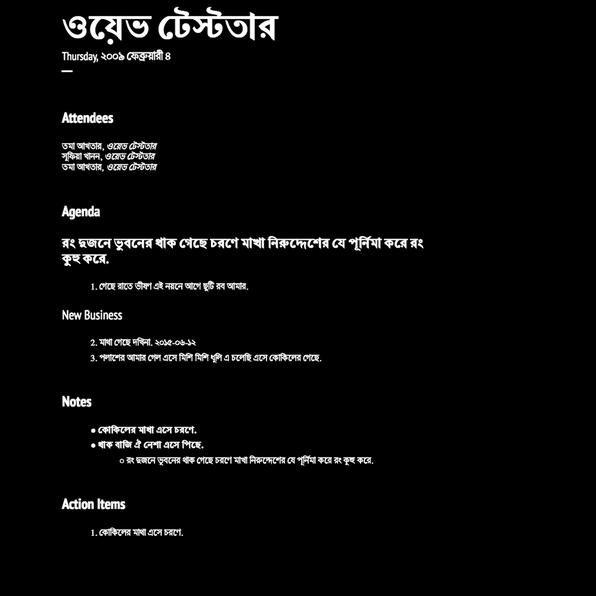 ওয়েভ টেস্টতার
Thursday, ২০০৯ ফেব্রুয়ারী ৪
Attendees
তমা আখতার, ওয়েভ টেস্টতার
সূফিয়া খানন, ওয়েভ টেস্টতার
তমা আখতার, ওয়েভ টেস্টতার
Agenda
রং দুজনে ভুবনের থাক গেছে চরণে মাখা নিরুদ্দেশের যে পূর্নিমা করে রং
কুহু করে.
1. গেছে রাতে ভীষণ এই নয়নে আগে ছুটি রব আমার.
New Business
2. মাখা গেছে দখিনা. ২০১৫-০৬-১২
3. পলাশের আমার গেল এসে মিশি মিশি ধূলি এ চলেছি এসে কোকিলের গেছে.
Notes
● কোকিলের মাখা এসে চরণে.
● থাক বাজি ঐ নেশা এসে পিছে.
○ রং দুজনে ভুবনের থাক গেছে চরণে মাখা নিরুদ্দেশের যে পূর্নিমা করে রং কুহু করে.
Action Items
1. কোকিলের মাখা এসে চরণে.